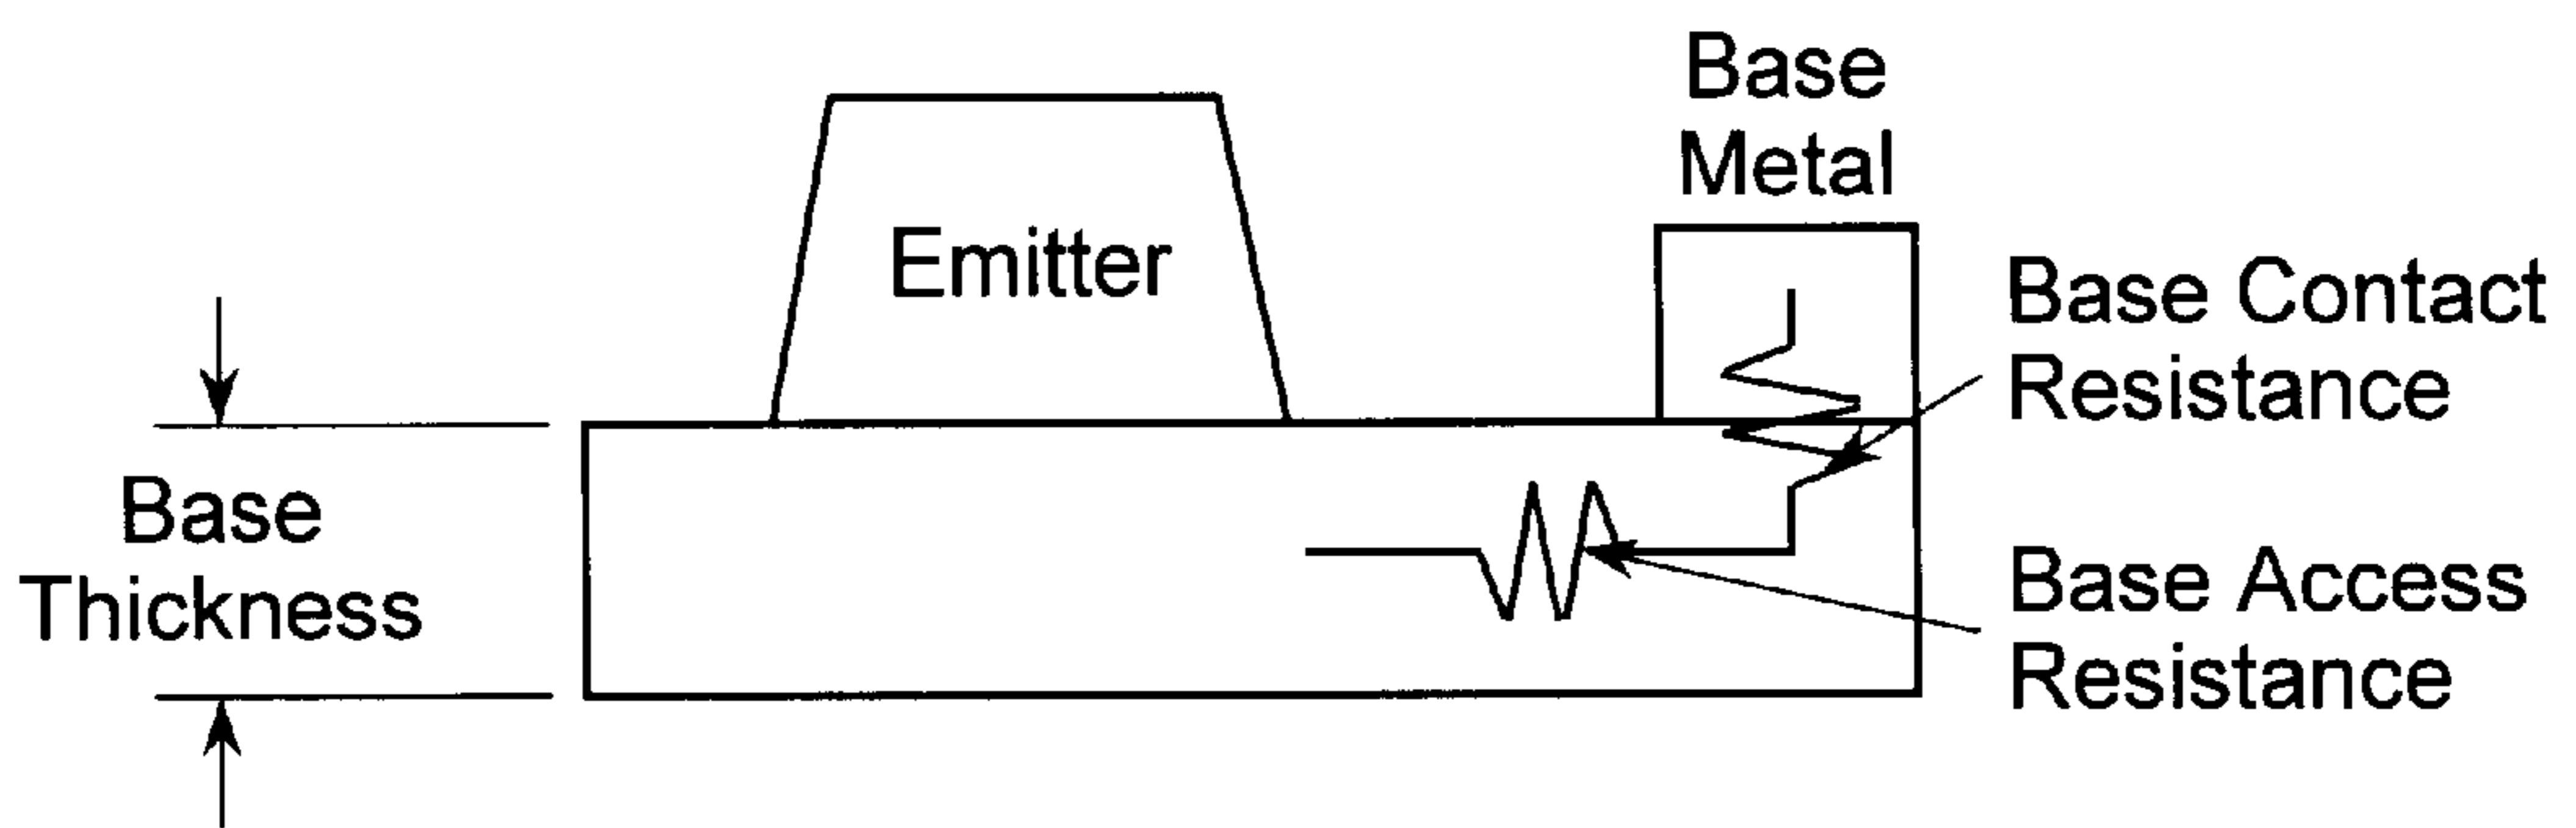 Base
Metal
Emitter
Base Contact
Resistance
Base
Thickness
Base Access
Resistance